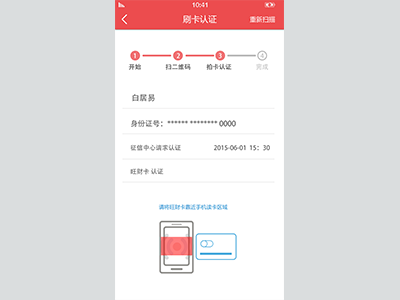 10:41
刷卡认证
重新扫描
1 2 3 4
开始 扫二维码 拍卡认证 完成
白居易
身份证号：****** ******** 0000
征信中心请求认证 2015-06-01 15：30
旺财卡 认证
请将旺财卡靠近手机读卡区域